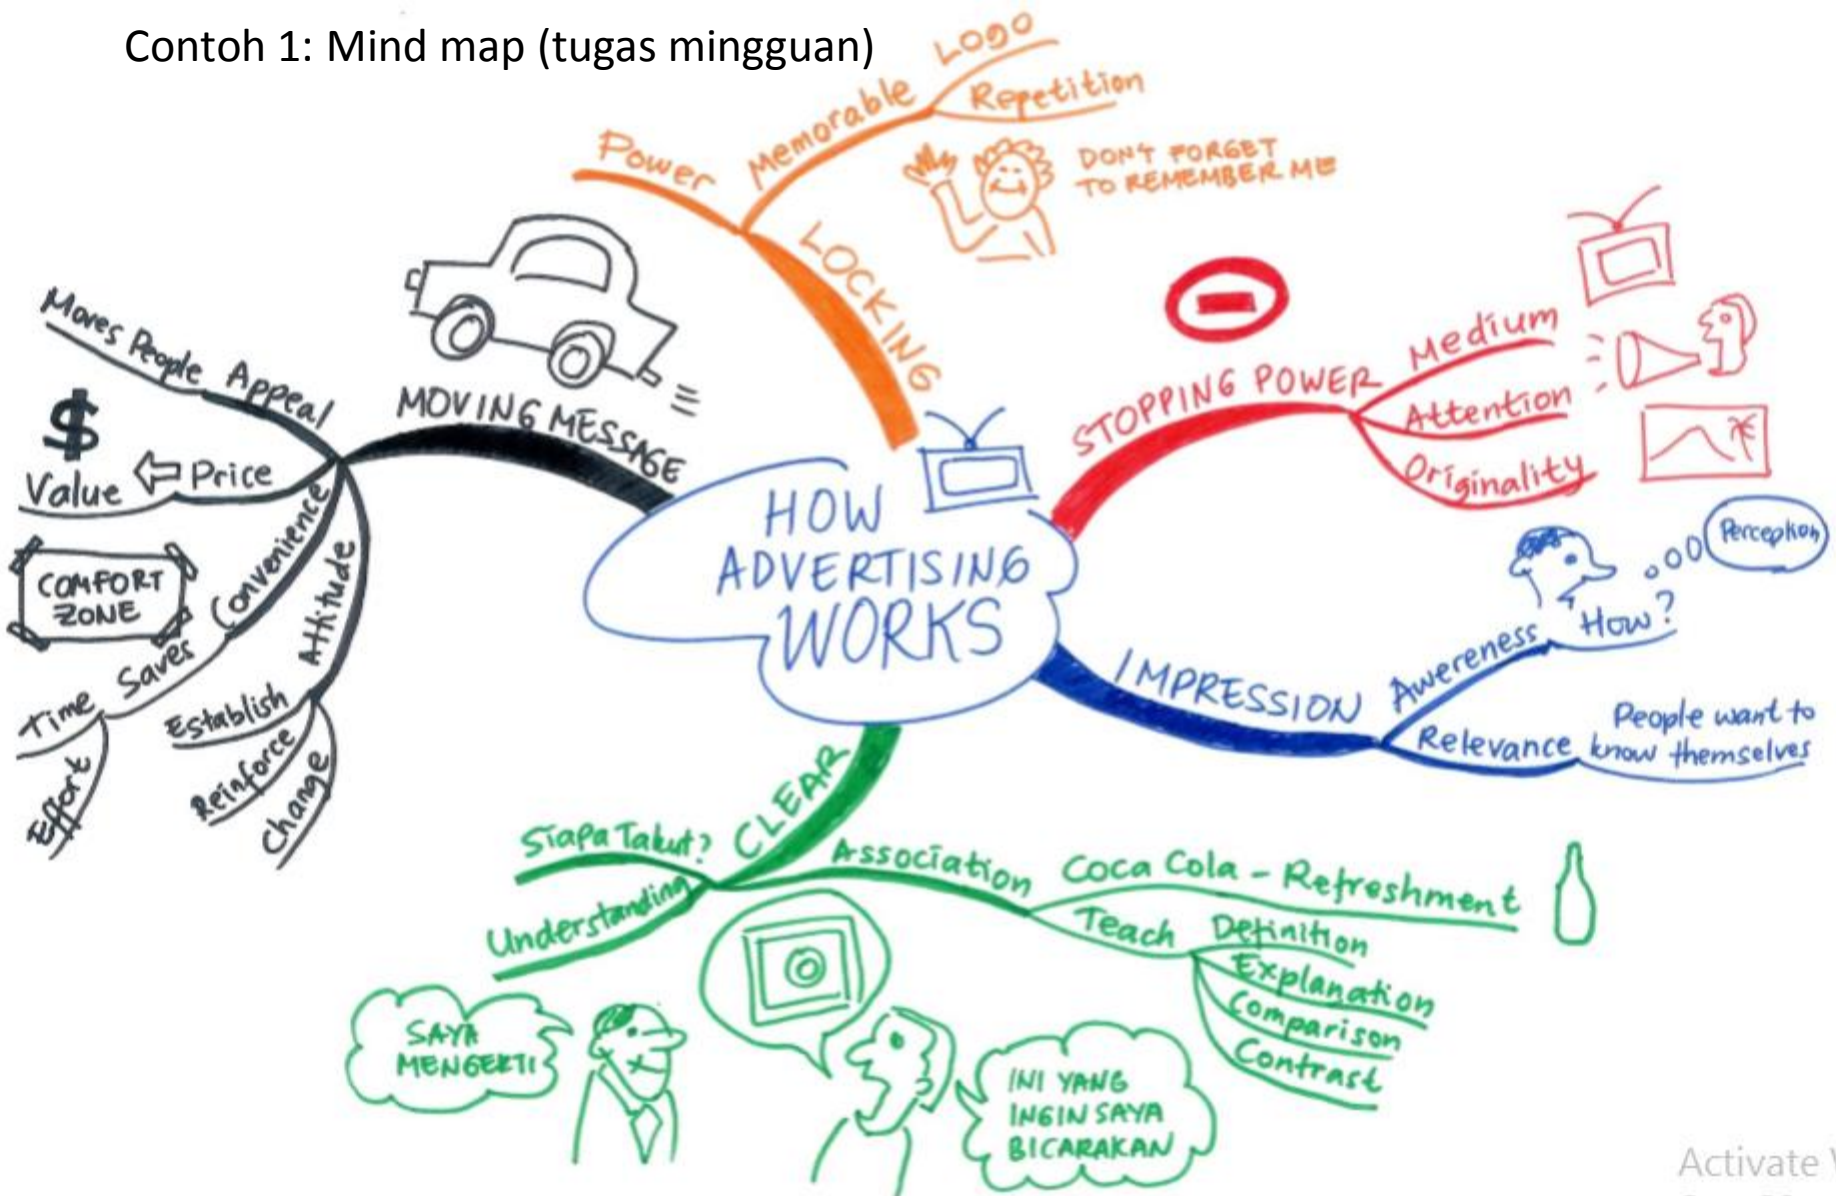 Contoh 1: Mind map (tugas mingguan)
HOW
ADVERTISING
WORKS
LOCKING
Power
Memorable
Logo
Repetition
DON'T FORGET
TO REMEMBER ME
STOPPING POWER
Medium
Attention
Originality
IMPRESSION
Awereness
How?
Perception
Relevance
People want to
know themselves
CLEAR
Siapa Takut?
Understanding
Association
Coca Cola - Refreshment
Teach
Definition
Explanation
Comparison
Contrast
SAYA
MENGERTI
INI YANG
INGIN SAYA
BICARAKAN
MOVING MESSAGE
Appeal
Moves People
Price
Value
$
Convenience
COMFORT
ZONE
Saves
Time
Effort
Attitude
Establish
Reinforce
Change
Activate